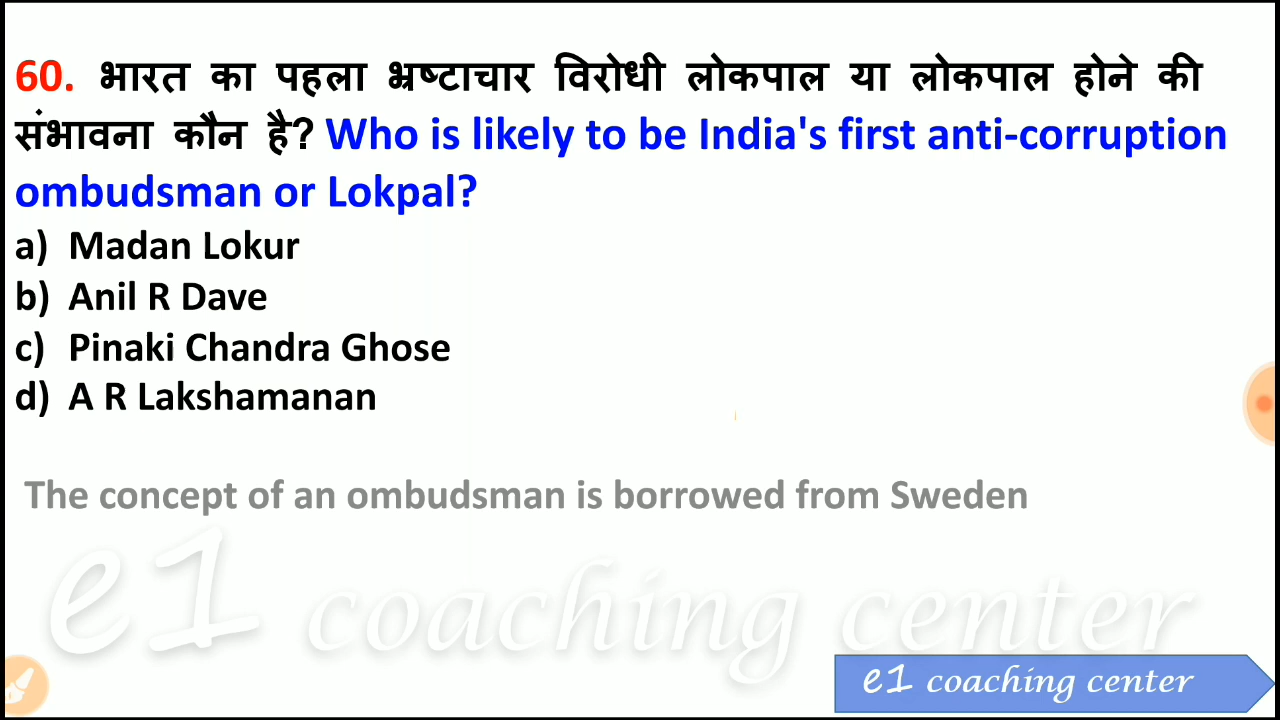 60. भारत का पहला भ्रष्टाचार विरोधी लोकपाल या लोकपाल होने की
संभावना कौन है? Who is likely to be India's first anti-corruption
ombudsman or Lokpal?
a) Madan Lokur
b) Anil R Dave
c) Pinaki Chandra Ghose
d) A R Lakshamanan
The concept of an ombudsman is borrowed from Sweden
e1 coaching center
e1 coaching center